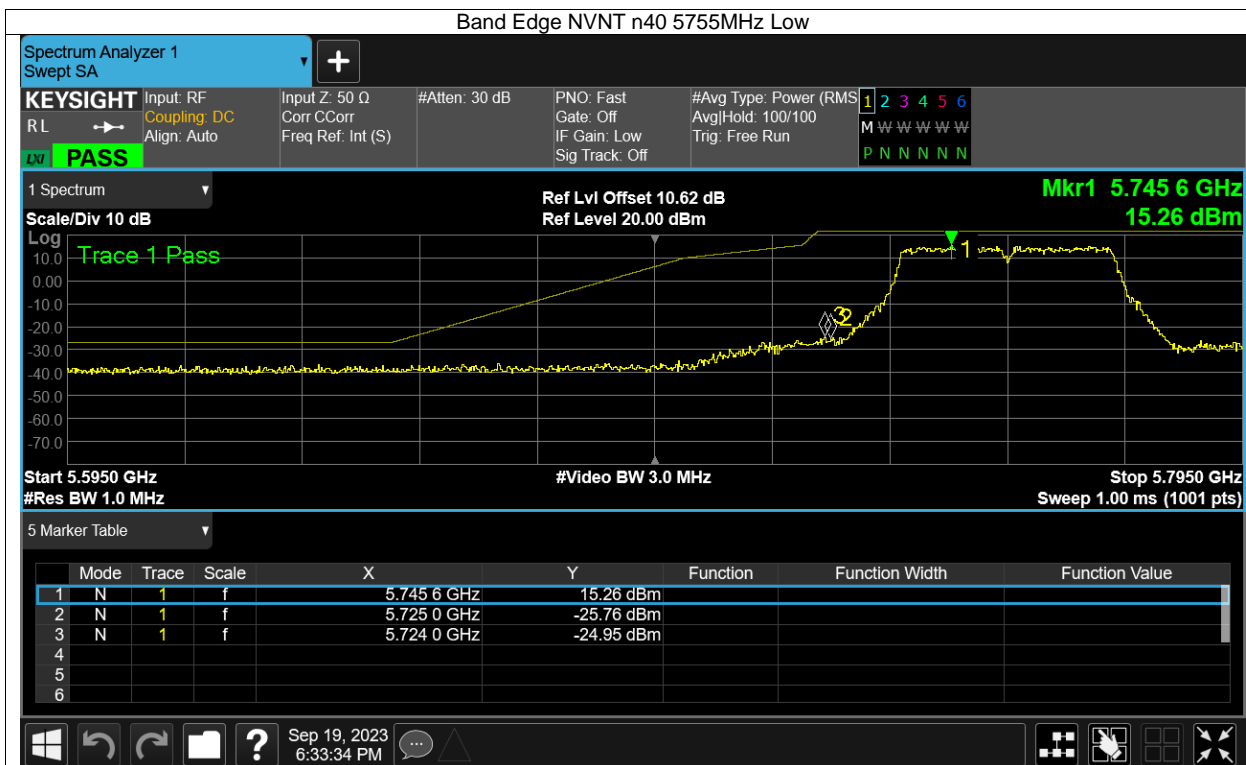 Band Edge NVNT n40 5755MHz Low
Spectrum Analyzer 1
Swept SA
KEYSIGHT Input: RF Input Z: 50 Ω #Atten: 30 dB PNO: Fast #Avg Type: Power (RMS 1 2 3 4 5 6
RL Coupling: DC Corr CCorr Gate: Off Avg|Hold: 100/100 M W W W W W
Align: Auto Freq Ref: Int (S) IF Gain: Low Trig: Free Run
LXI PASS Sig Track: Off P N N N N N
1 Spectrum Ref Lvl Offset 10.62 dB Mkr1 5.745 6 GHz
Scale/Div 10 dB Ref Level 20.00 dBm 15.26 dBm
Log
Trace 1 Pass
1
10.0
0.00
-10.0
32
-20.0
-30.0
-40.0
-50.0
-60.0
-70.0
Start 5.5950 GHz #Video BW 3.0 MHz Stop 5.7950 GHz
#Res BW 1.0 MHz Sweep 1.00 ms (1001 pts)
5 Marker Table
Mode Trace Scale X Y Function Function Width Function Value
1 N 1 f 5.745 6 GHz 15.26 dBm
2 N 1 f 5.725 0 GHz -25.76 dBm
3 N 1 f 5.724 0 GHz -24.95 dBm
4
5
6
? Sep 19, 2023
6:33:34 PM